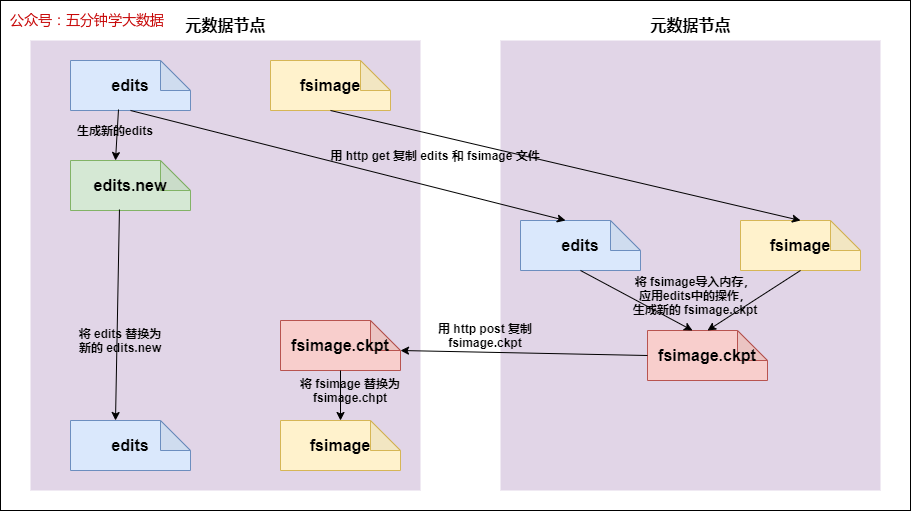 公众号：五分钟学大数据
元数据节点
元数据节点
edits
fsimage
生成新的edits
用 http get 复制 edits 和 fsimage 文件
edits.new
edits
fsimage
将 fsimage导入内存，
应用edits中的操作，
生成新的 fsimage.ckpt
将 edits 替换为
新的 edits.new
用 http post 复制
fsimage.ckpt
fsimage.ckpt
fsimage.ckpt
将 fsimage 替换为
fsimage.chpt
edits
fsimage